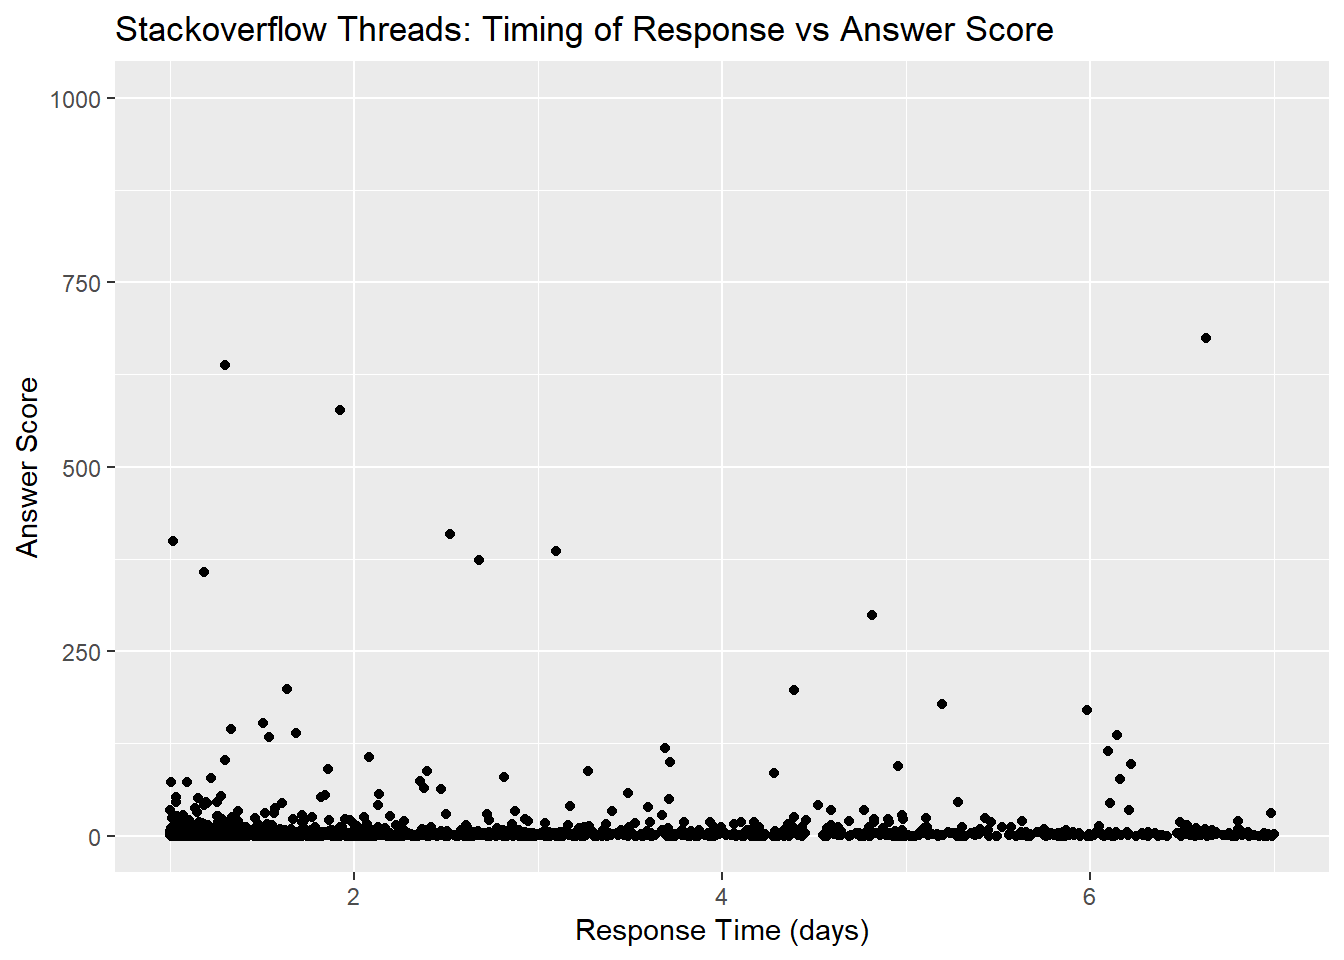 Stackoverflow Threads: Timing of Response vs Answer Score
1000
750
500
250
0
Answer Score
2 4 6
Response Time (days)